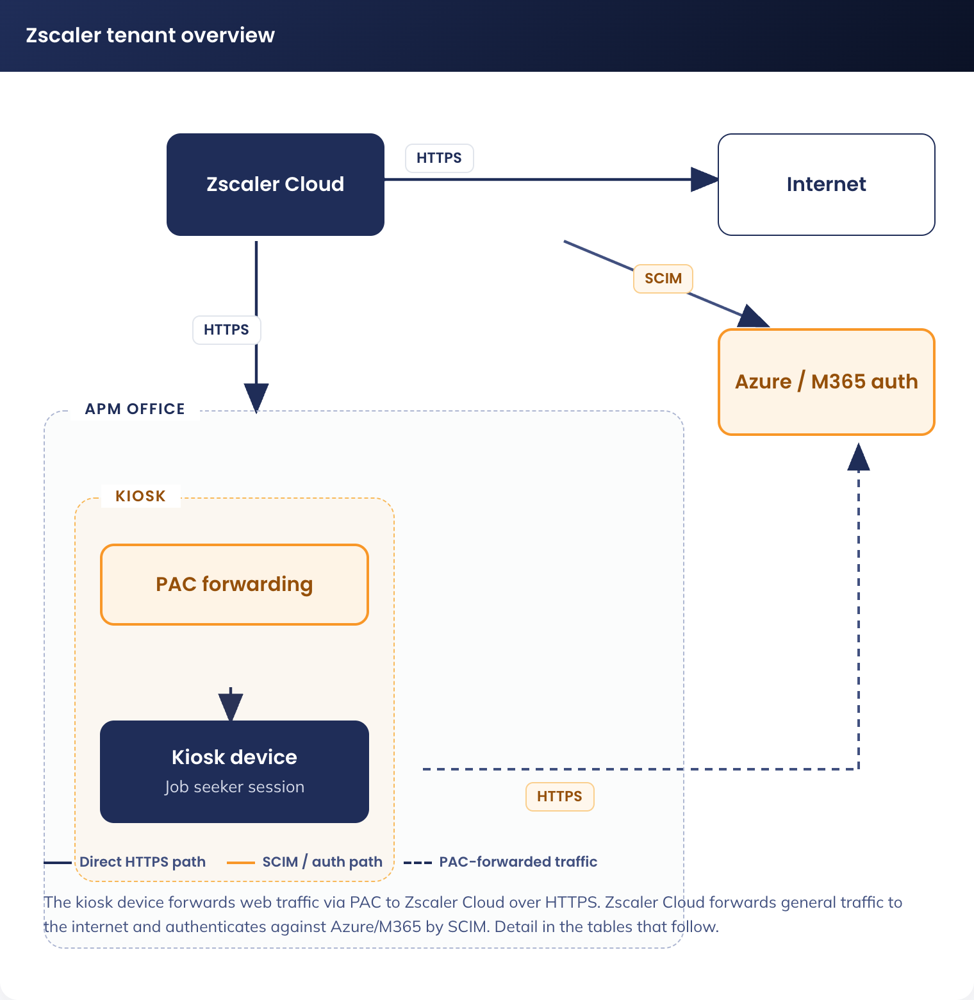 Zscaler tenant overview
Zscaler Cloud
HTTPS
Internet
SCIM
HTTPS
Azure / M365 auth
APM OFFICE
KIOSK
PAC forwarding
Kiosk device
Job seeker session
HTTPS
Direct HTTPS path
SCIM / auth path
PAC-forwarded traffic
The kiosk device forwards web traffic via PAC to Zscaler Cloud over HTTPS. Zscaler Cloud forwards general traffic to
the internet and authenticates against Azure/M365 by SCIM. Detail in the tables that follow.